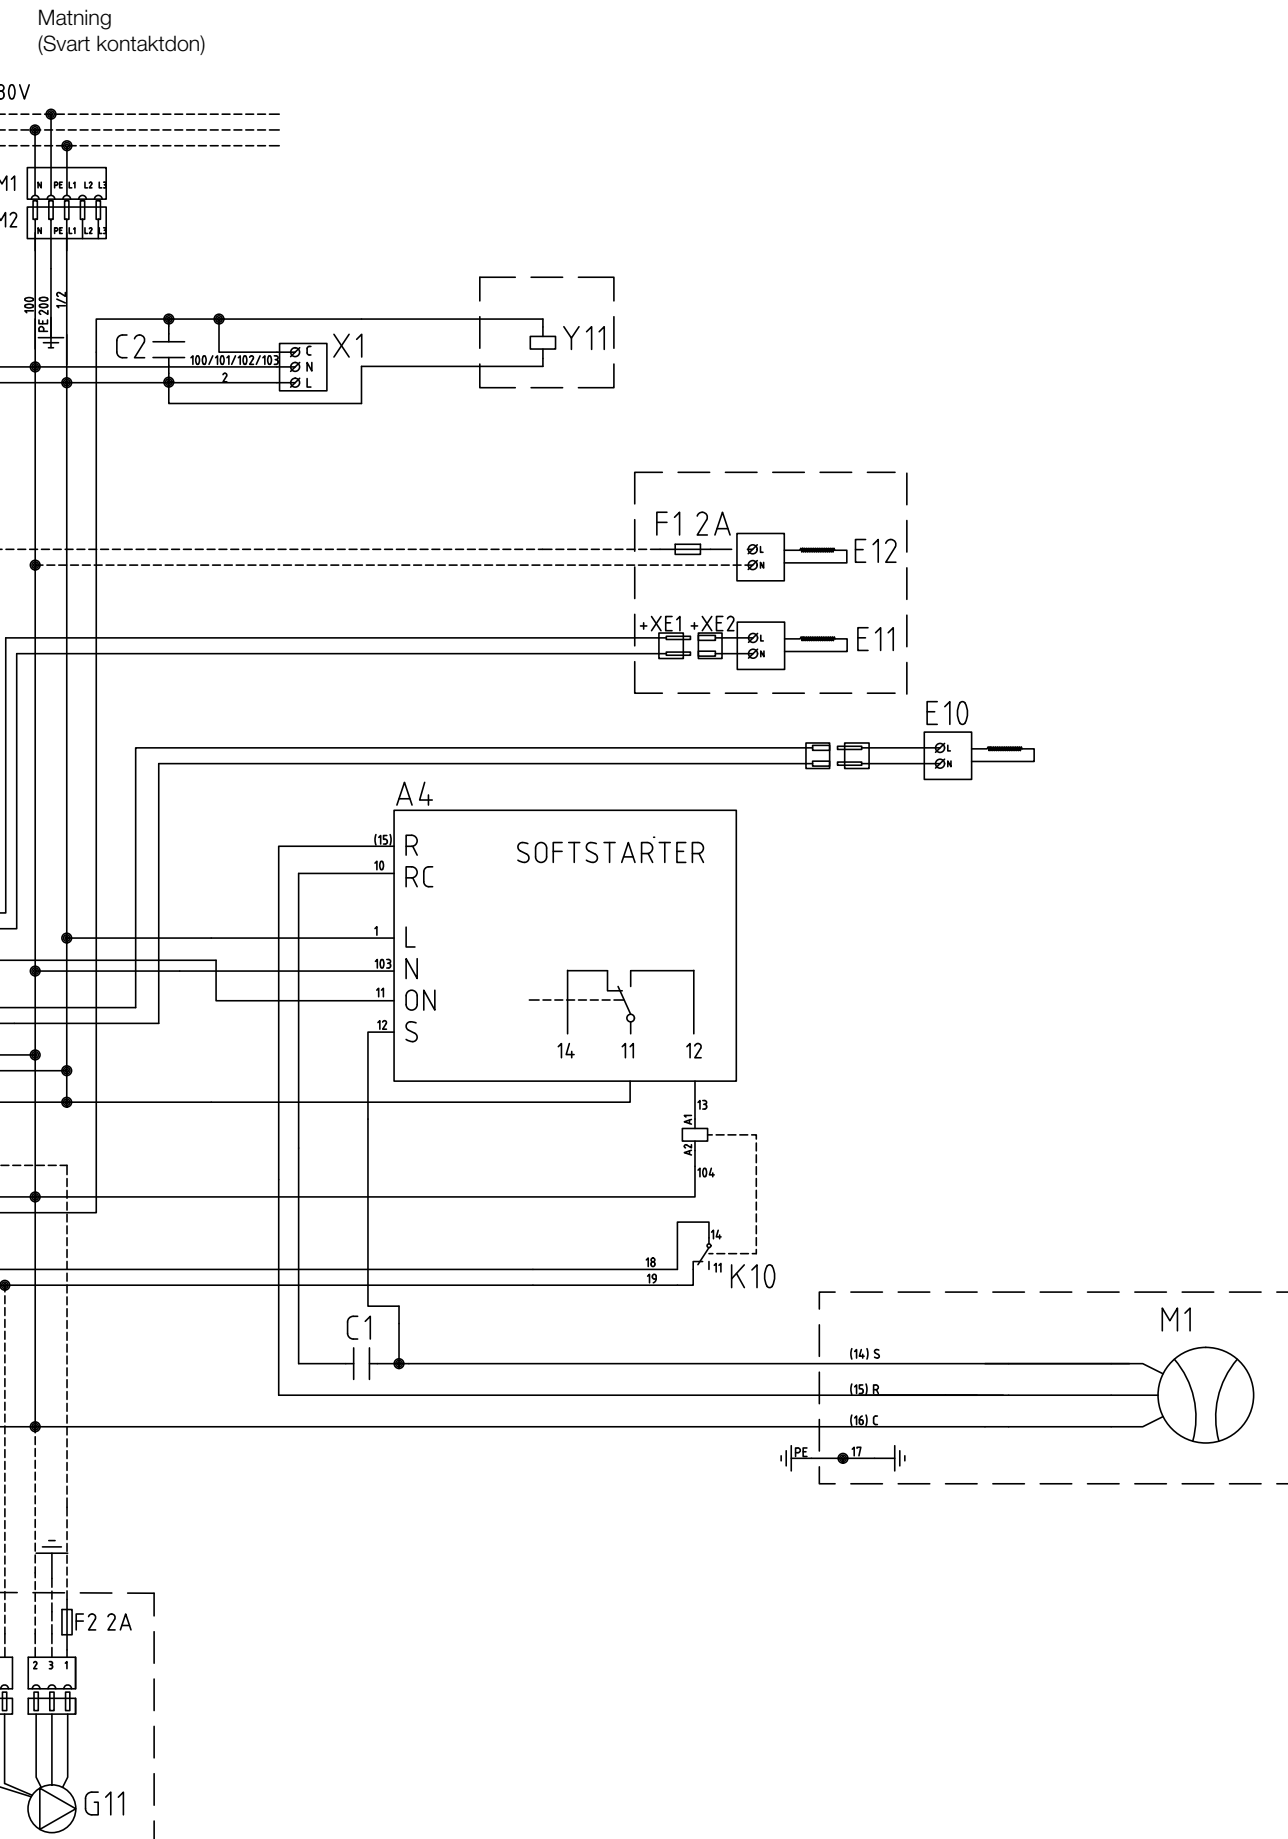 Matning
(Svart kontaktdon)
30V
M1
N PE L1 L2 L3
M2
N PE L1 L2 L3
100
PE 200
1/2
C2
100/101/102/103
2
C
N
L
X1
Y11
F1 2A
L
N
E12
+XE1 +XE2
L
N
E11
E10
L
N
A4
SOFTSTARTER
(15) R
10 RC
1 L
103 N
11 ON
12 S
14 11 12
13
A1
A2
104
14
18
11
19
K10
C1
M1
(14) S
(15) R
(16) C
PE 17
F2 2A
2 3 1
G11